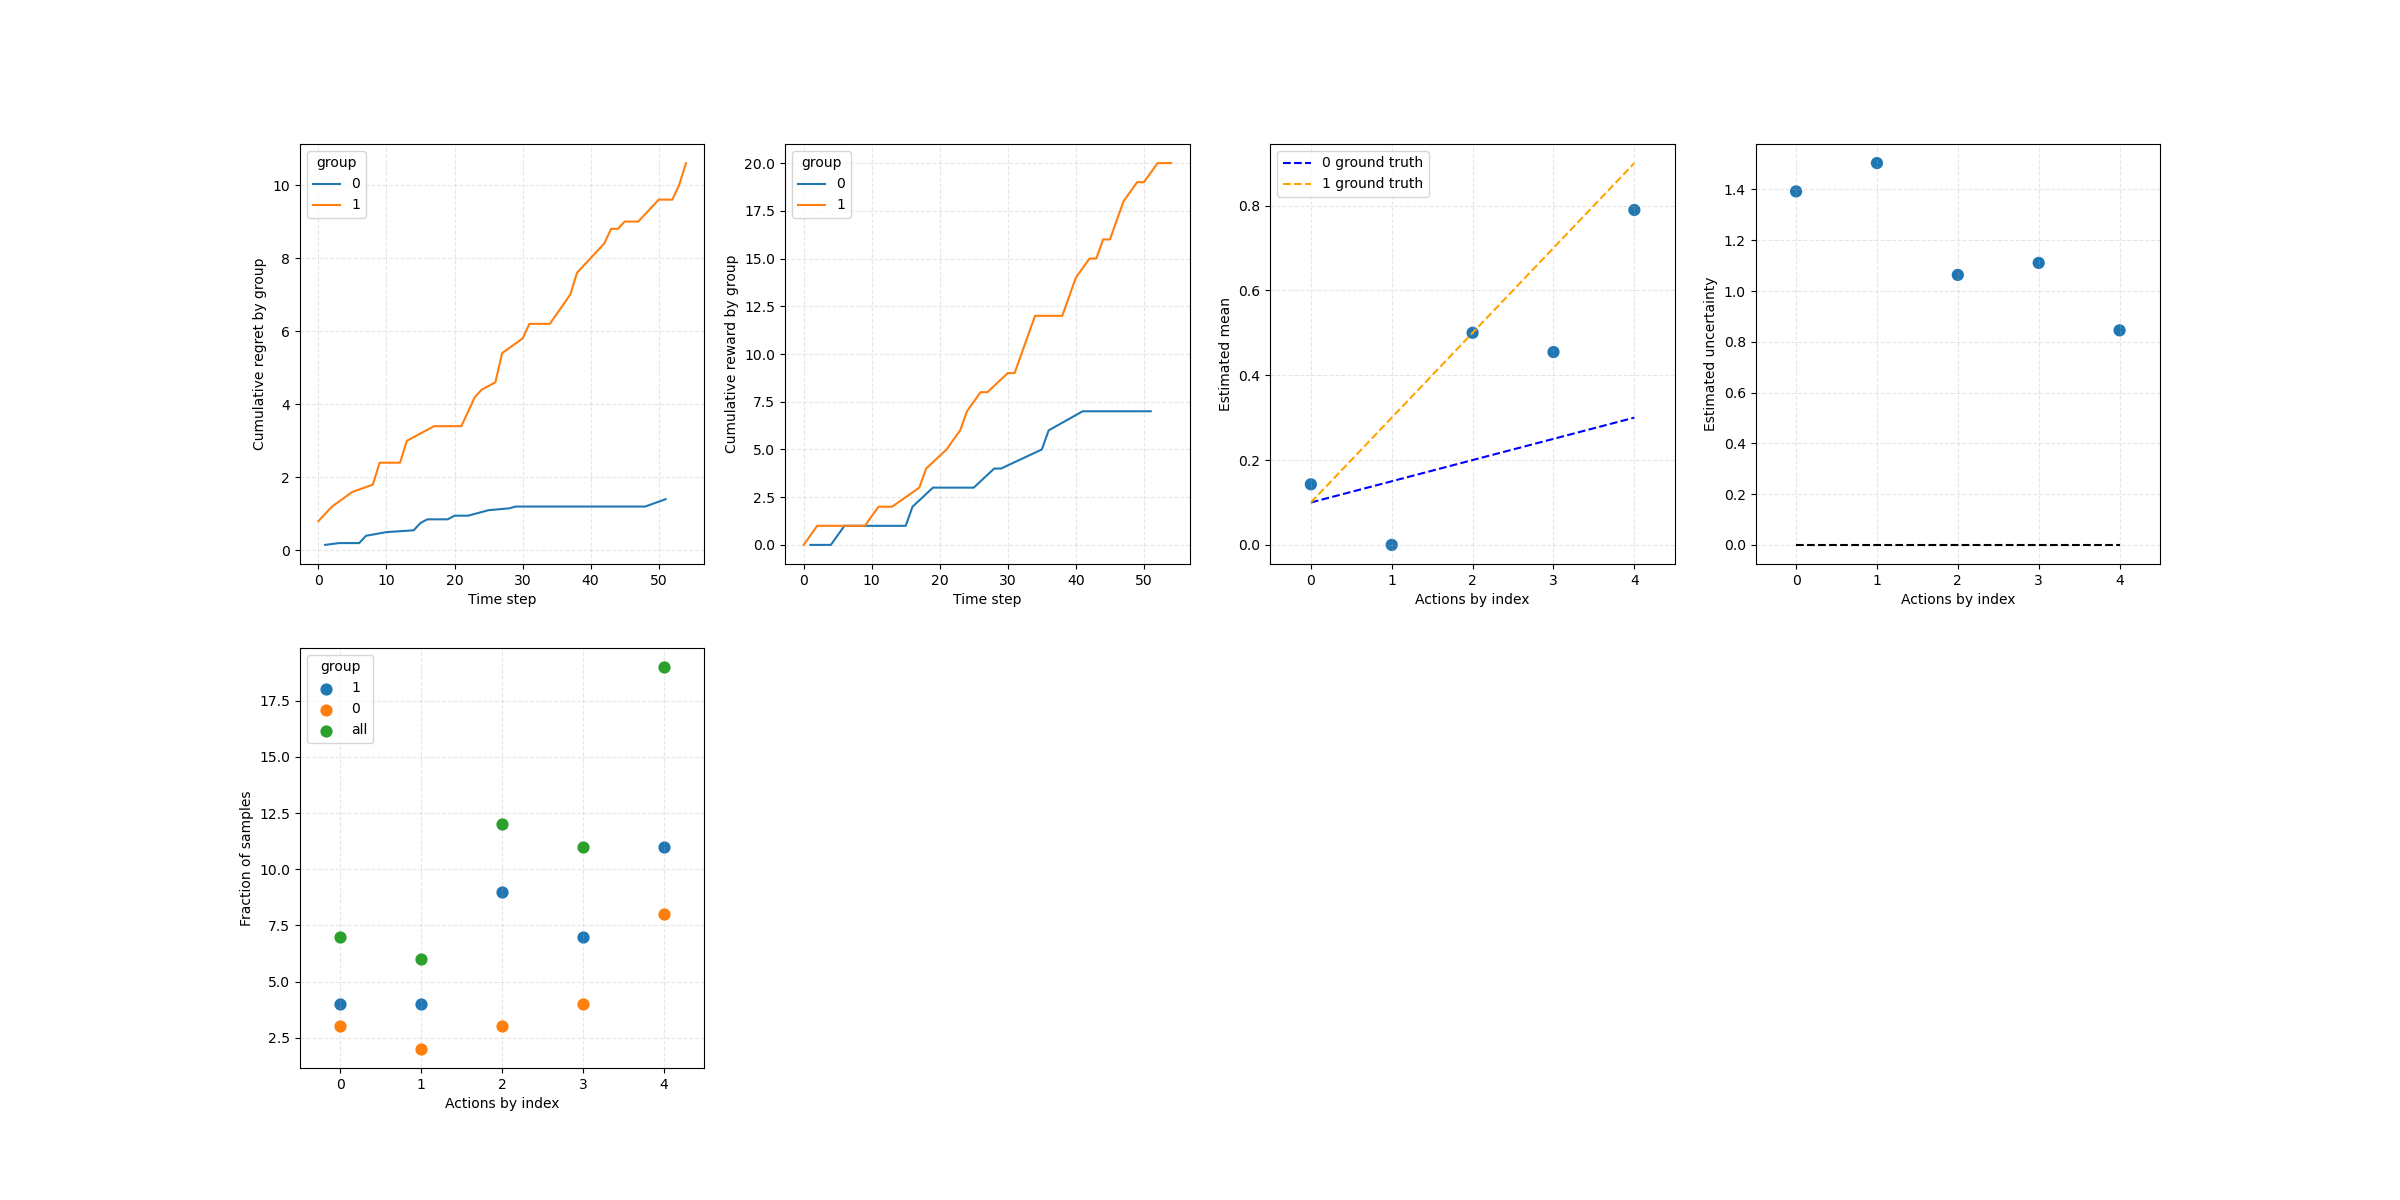 group
0
1
Cumulative regret by group
10
8
6
4
2
0
0 10 20 30 40 50
Time step
group
0
1
Cumulative reward by group
20.0
17.5
15.0
12.5
10.0
7.5
5.0
2.5
0.0
0 10 20 30 40 50
Time step
0 ground truth
1 ground truth
Estimated mean
0.8
0.6
0.4
0.2
0.0
0 1 2 3 4
Actions by index
Estimated uncertainty
1.4
1.2
1.0
0.8
0.6
0.4
0.2
0.0
0 1 2 3 4
Actions by index
group
1
0
all
Fraction of samples
17.5
15.0
12.5
10.0
7.5
5.0
2.5
0 1 2 3 4
Actions by index